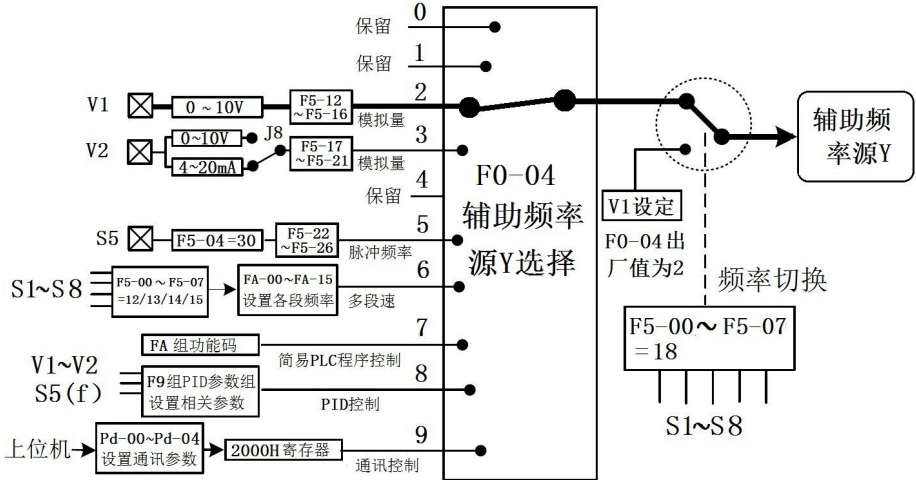 保留
0
保留
1
V1
0～10V
F5-12
～F5-16
2
模拟量
V2
0~10V
4~20mA
J8
F5-17
～F5-21
3
模拟量
保留
4
S5
F5-04=30
F5-22
～F5-26
5
脉冲频率
S1~S8
F5-00～F5-07
=12/13/14/15
FA-00～FA-15
设置各段频率
6
多段速
FA 组功能码
7
简易PLC程序控制
V1~V2
S5(f)
F9组PID参数组
设置相关参数
8
PID控制
上位机
Pd-00~Pd-04
设置通讯参数
2000H寄存器
9
通讯控制
F0-04
辅助频率
源Y选择
V1设定
F0-04出
厂值为2
辅助频
率源Y
频率切换
F5-00～F5-07
=18
S1~S8